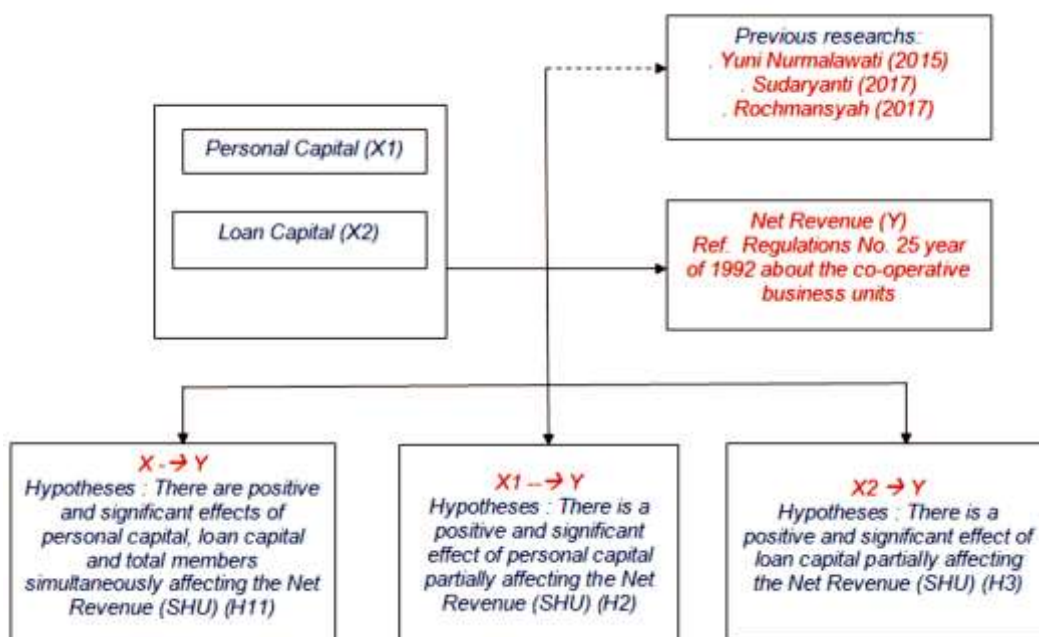 Previous researchs:
. Yuni Nurmalawati (2015)
. Sudaryanti (2017)
. Rochmansyah (2017)
Personal Capital (X1)
Loan Capital (X2)
Net Revenue (Y)
Ref. Regulations No. 25 year
of 1992 about the co-operative
business units
X -→ Y
Hypotheses : There are positive
and significant effects of
personal capital, loan capital
and total members
simultaneously affecting the Net
Revenue (SHU) (H11)
X1 --→ Y
Hypotheses : There is a
positive and significant
effect of personal capital
partially affecting the Net
Revenue (SHU) (H2)
X2 → Y
Hypotheses : There is a
positive and significant effect of
loan capital partially affecting
the Net Revenue (SHU) (H3)